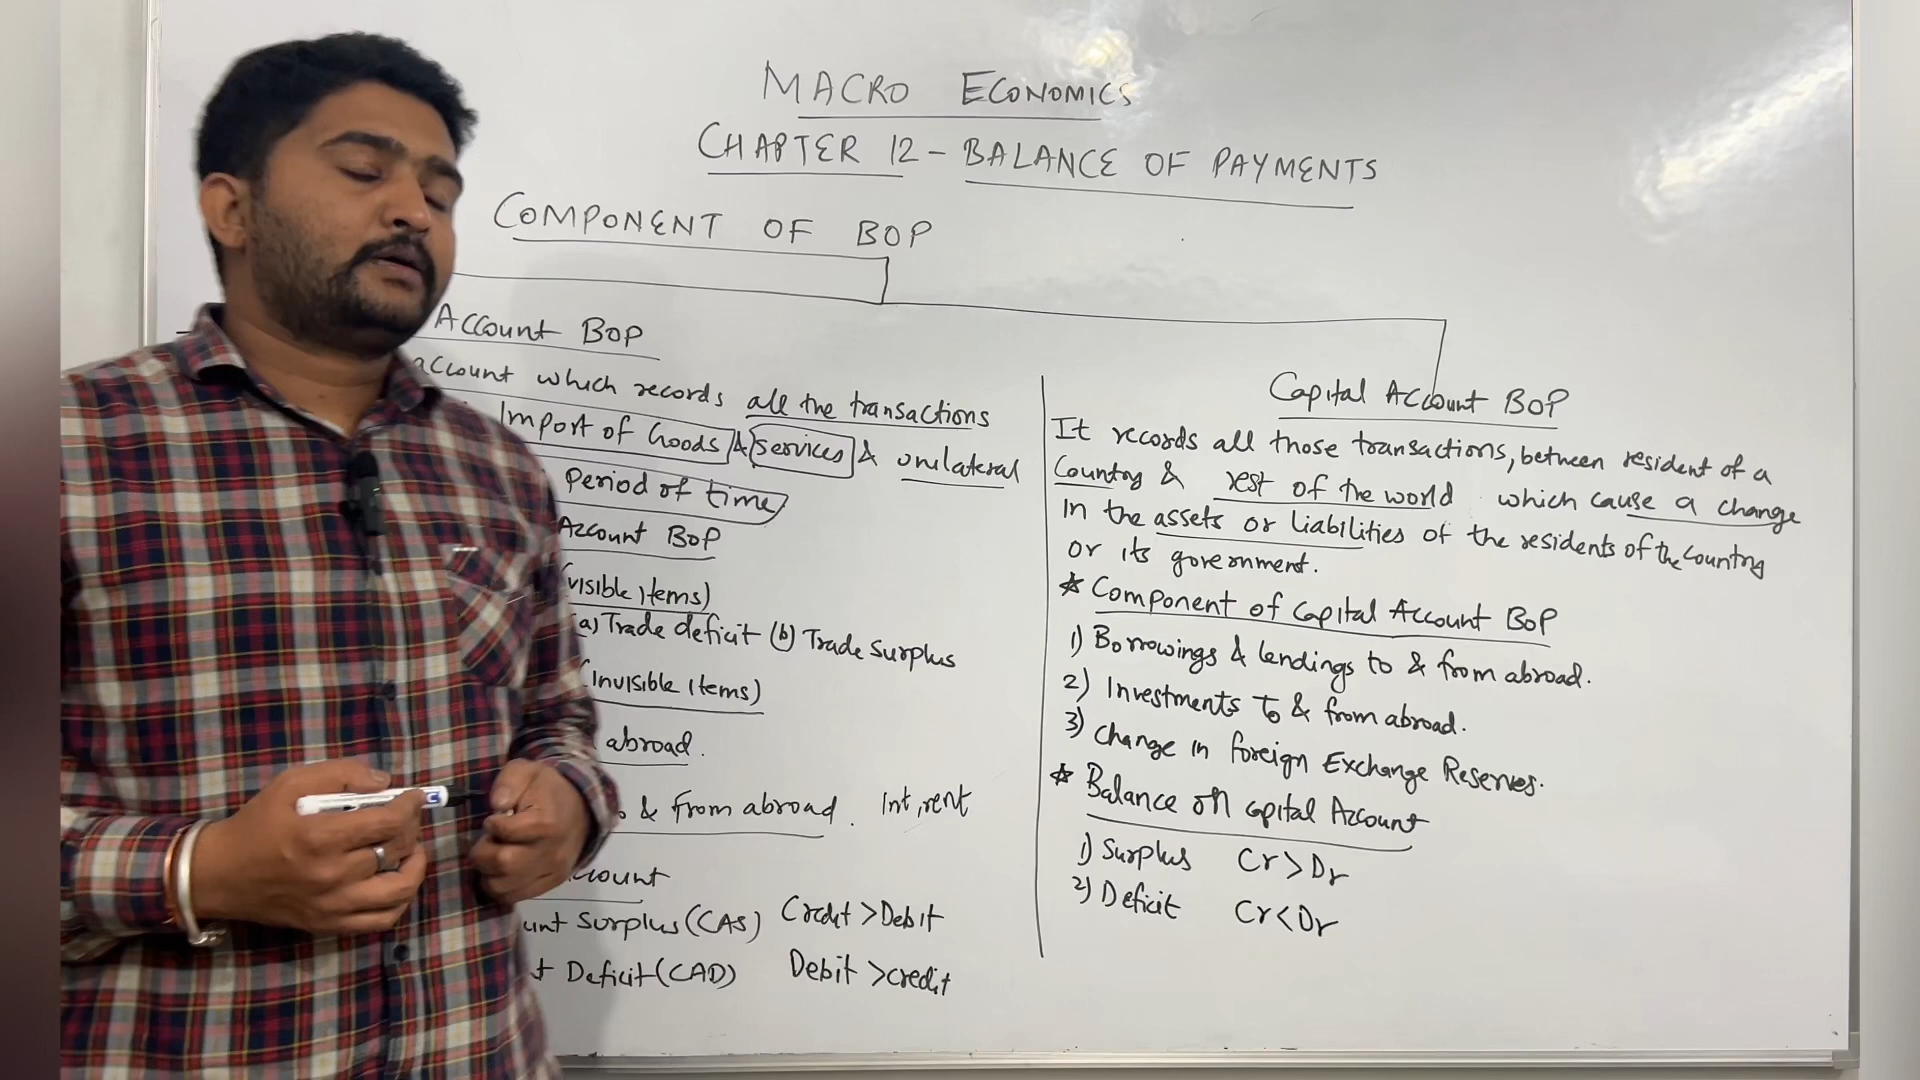 MACRO ECONOMICS
CHAPTER 12 - BALANCE OF PAYMENTS
COMPONENT OF BOP
Account BOP
account which records all the transactions
Import of Goods & Services & unilateral
Period of time
Account BOP
(visible items)
(a) Trade deficit (b) Trade Surplus
(Invisible items)
abroad.
& from abroad. Int, rent
count
unt Surplus (CAS) Credit > Debit
t Deficit (CAD) Debit > credit
Capital Account BOP
It records all those transactions, between resident of a
Country & rest of the world which cause a change
In the assets or liabilities of the residents of the Country
or its government.
* Component of Capital Account BOP
1) Borrowings & lendings to & from abroad.
2) Investments to & from abroad.
3) Change in foreign Exchange Reserves.
* Balance on capital Account
1) Surplus Cr > Dr
2) Deficit Cr < Dr